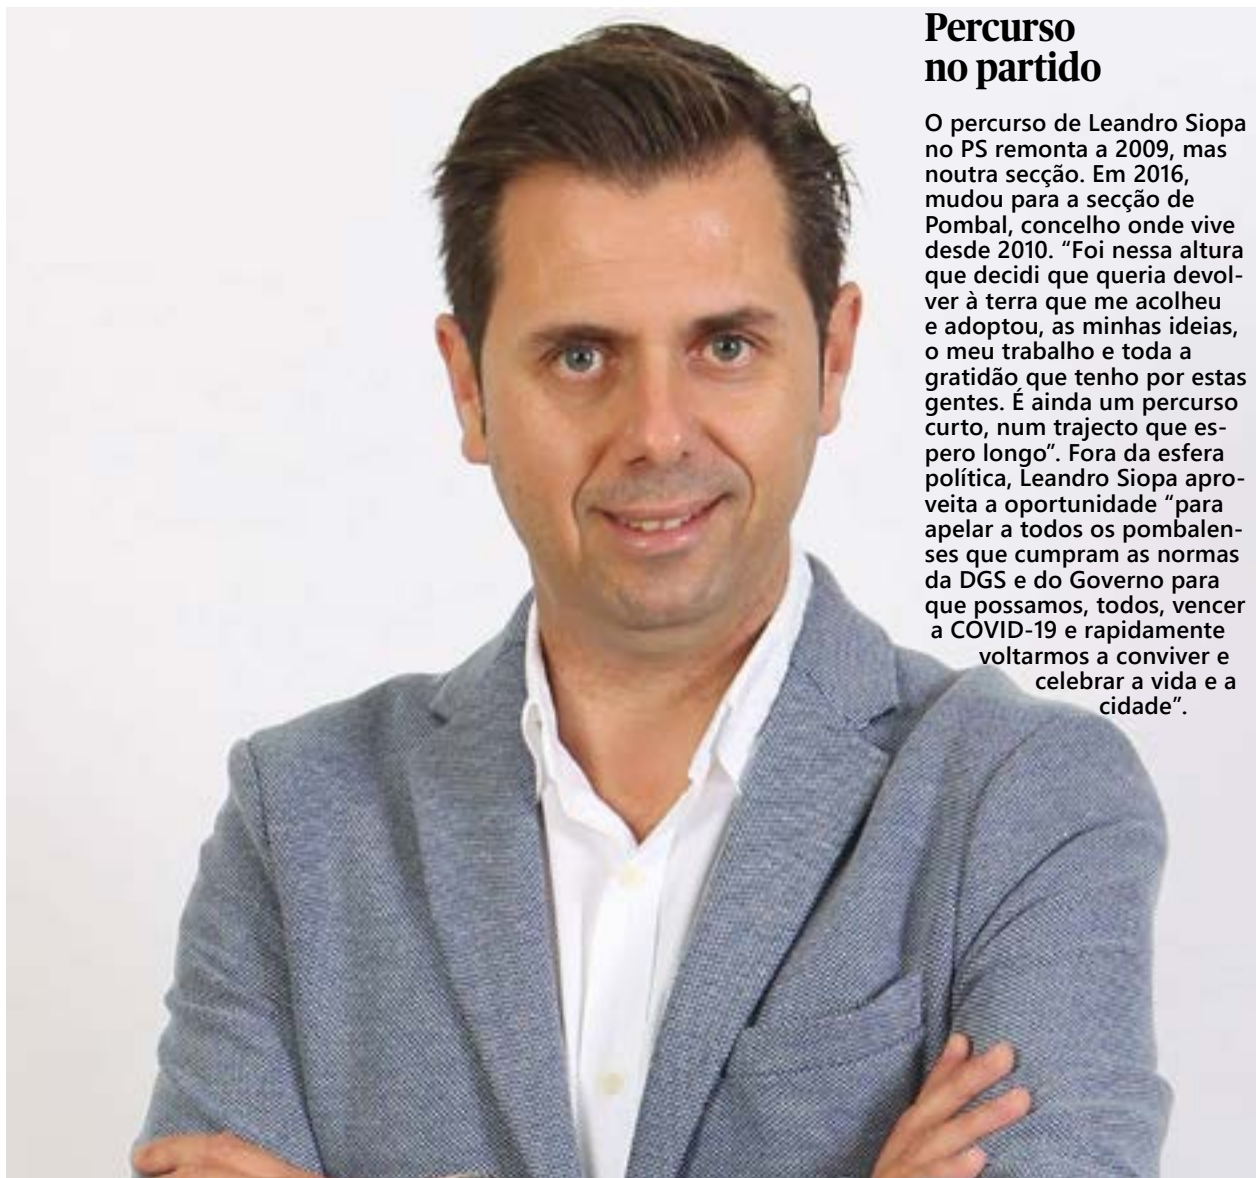 Percurso
no partido
O percurso de Leandro Siopa
no PS remonta a 2009, mas
noutra secção. Em 2016,
mudou para a secção de
Pombal, concelho onde vive
desde 2010. “Foi nessa altura
que decidi que queria devol-
ver à terra que me acolheu
e adoptou, as minhas ideias,
o meu trabalho e toda a
gratidão que tenho por estas
gentes. É ainda um percurso
curto, num trajecto que es-
pero longo”. Fora da esfera
política, Leandro Siopa apro-
veita a oportunidade “para
apelar a todos os pombalen-
ses que cumpram as normas
da DGS e do Governo para
que possamos, todos, vencer
a COVID-19 e rapidamente
voltarmos a conviver e
celebrar a vida e a
cidade”.